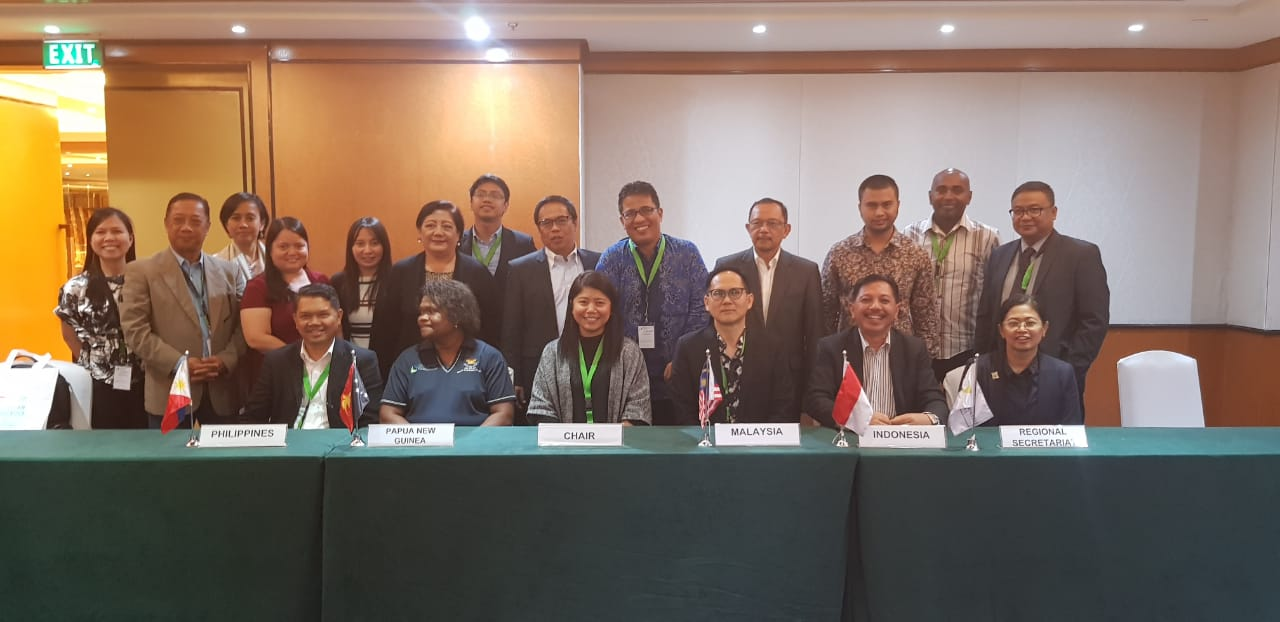 EXIT
PHILIPPINES
PAPUA NEW
GUINEA
CHAIR
MALAYSIA
INDONESIA
REGIONAL
SECRETARIAT